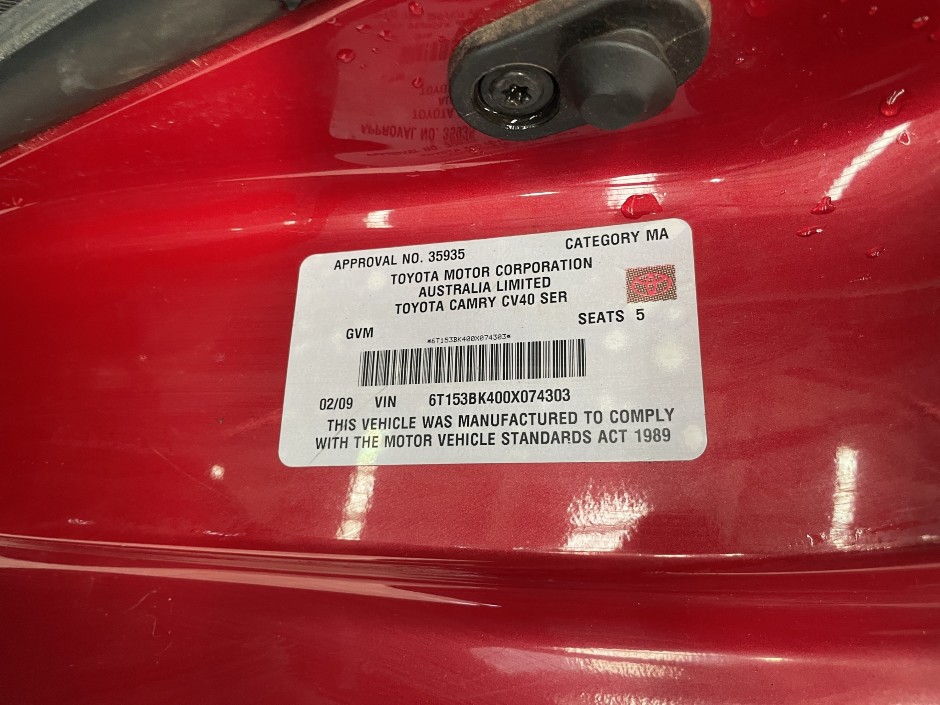 APPROVAL NO. 35935 CATEGORY MA
TOYOTA MOTOR CORPORATION
AUSTRALIA LIMITED
TOYOTA CAMRY CV40 SER
GVM SEATS 5
*6T153BK400X074303*
02/09 VIN 6T153BK400X074303
THIS VEHICLE WAS MANUFACTURED TO COMPLY
WITH THE MOTOR VEHICLE STANDARDS ACT 1989